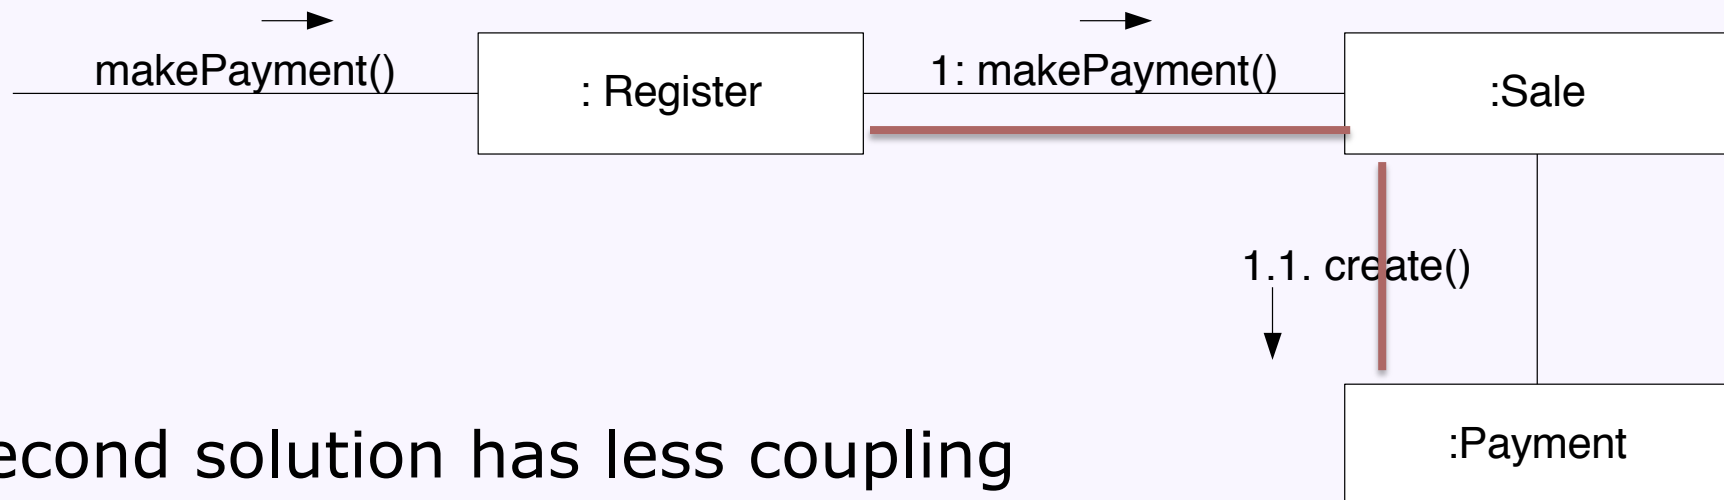 makePayment()
: Register
1: makePayment()
:Sale
1.1. create()
:Payment
econd solution has less coupling